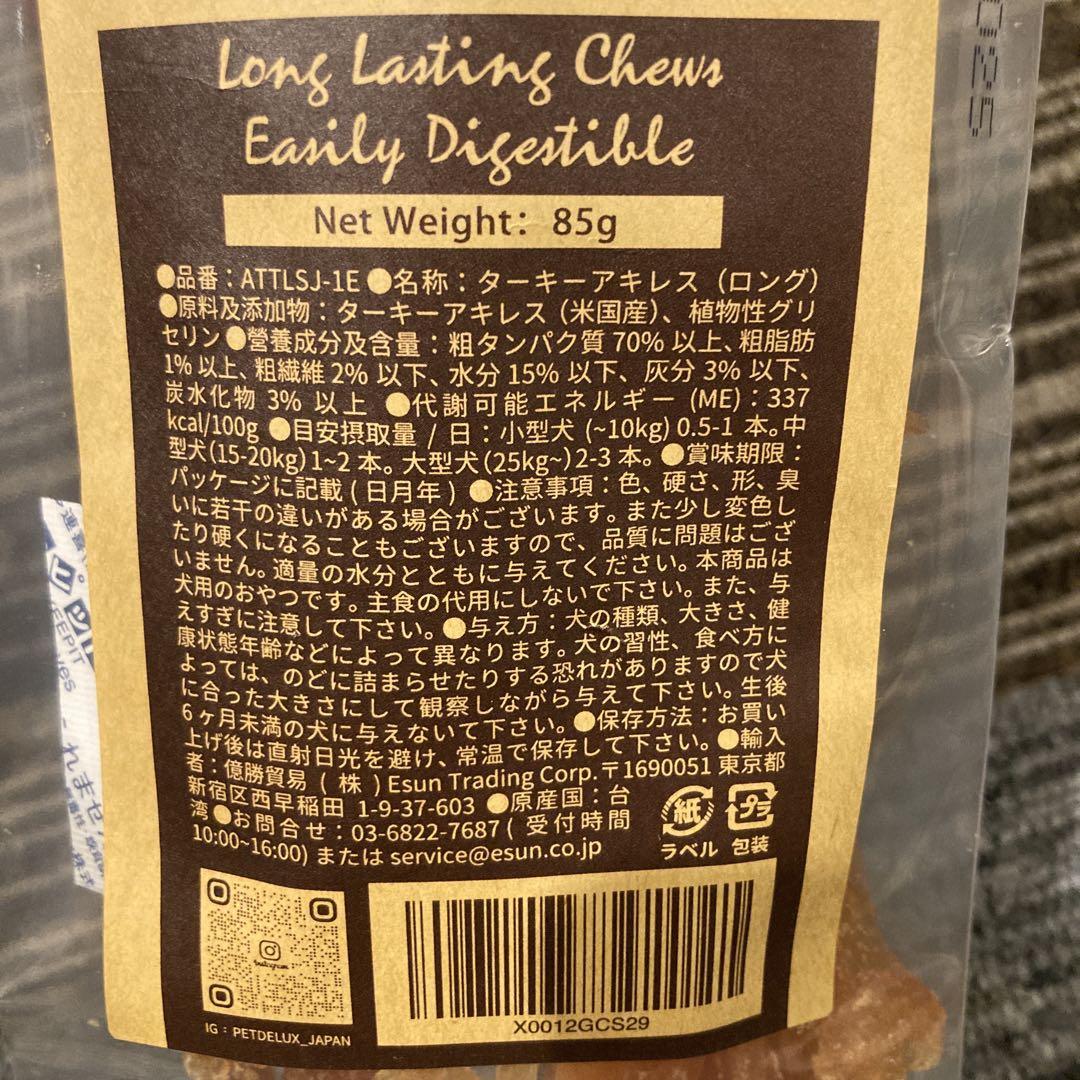 Long Lasting Chews
Easily Digestible
Net Weight: 85g
●品番:ATTLSJ-1E ●名称:ターキーアキレス(ロング)
●原料及添加物:ターキーアキレス(米国産)、植物性グリ
セリン●營養成分及含量:粗タンパク質70%以上、粗脂肪
1%以上、粗繊維2%以下、水分15%以下、灰分3%以下、
炭水化物 3% 以上 ●代謝可能エネルギー (ME):337
kcal/100g ●目安摂取量 / 日:小型犬 (~10kg) 0.5-1 本。中
型犬(15-20kg)1~2 本。大型犬(25kg~)2-3 本。●賞味期限:
パッケージに記載 (日月年) ●注意事項:色、硬さ、形、臭
いに若干の違いがある場合がございます。また少し変色し
たり硬くになることもございますので、品質に問題はござ
いません。適量の水分とともに与えてください。本商品は
犬用のおやつです。主食の代用にしないで下さい。また、与
えすぎに注意して下さい。●与え方:犬の種類、大きさ、健
康状態年齢などによって異なります。犬の習性、食べ方に
よっては、のどに詰まらせたりする恐れがありますので犬
に合った大きさにして観察しながら与えて下さい。生後
6ヶ月未満の犬に与えないて下さい。●保存方法:お買い
上げ後は直射日光を避け、常温で保存して下さい。●輸入
者:億勝貿易 (株) Esun Trading Corp.〒1690051 東京都
新宿区西早稲田 1-9-37-603 ●原産国:台
湾●お問合せ:03-6822-7687 (受付時間
10:00~16:00) または service@esun.co.jp
紙
ラベル
プラ
包装
Instagram
IG:PETDELUX_JAPAN
X0012GCS29
KEEPIT
れませ